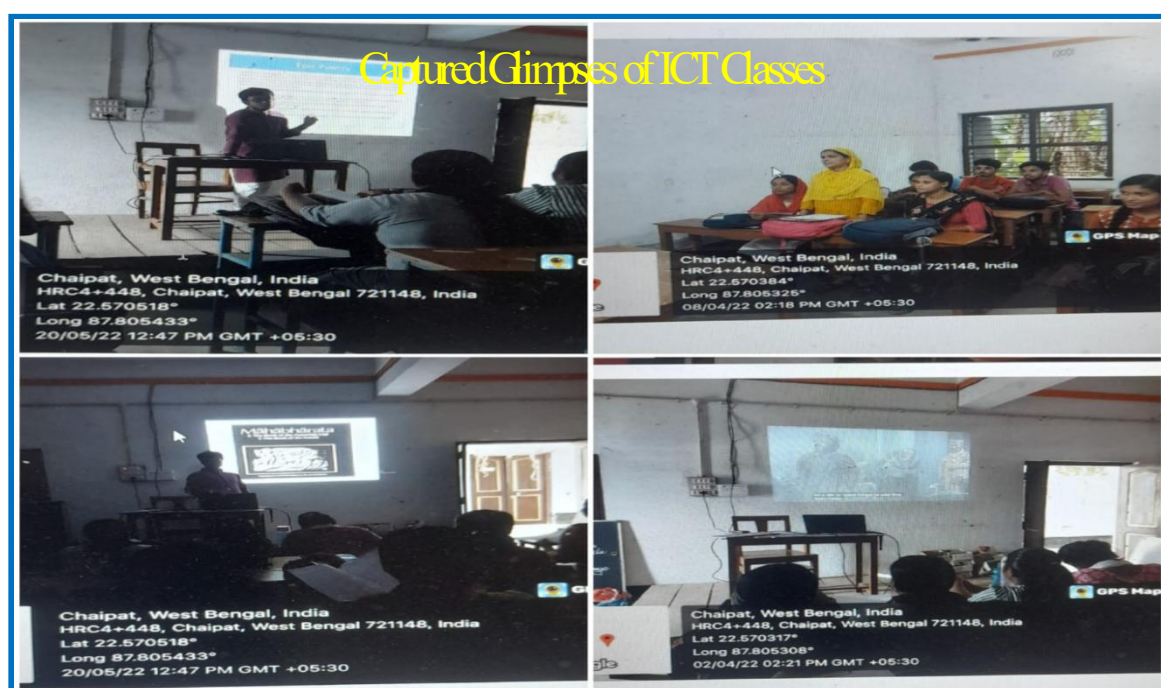 Captured Glimpses of ICT Classes
Epic Poetry
Chaipat, West Bengal, India
HRC4+448, Chaipat, West Bengal 721148, India
Lat 22.570518°
Long 87.805433°
20/05/22 12:47 PM GMT +05:30
GPS Map
Chaipat, West Bengal, India
HRC4+448, Chaipat, West Bengal 721148, India
Lat 22.570384°
Long 87.805325°
08/04/22 02:18 PM GMT +05:30
Mahabharata
Chaipat, West Bengal, India
HRC4+448, Chaipat, West Bengal 721148, India
Lat 22.570518°
Long 87.805433°
20/05/22 12:47 PM GMT +05:30
GPS Map
Chaipat, West Bengal, India
HRC4+448, Chaipat, West Bengal 721148, India
Lat 22.570317°
Long 87.805308°
02/04/22 02:21 PM GMT +05:30